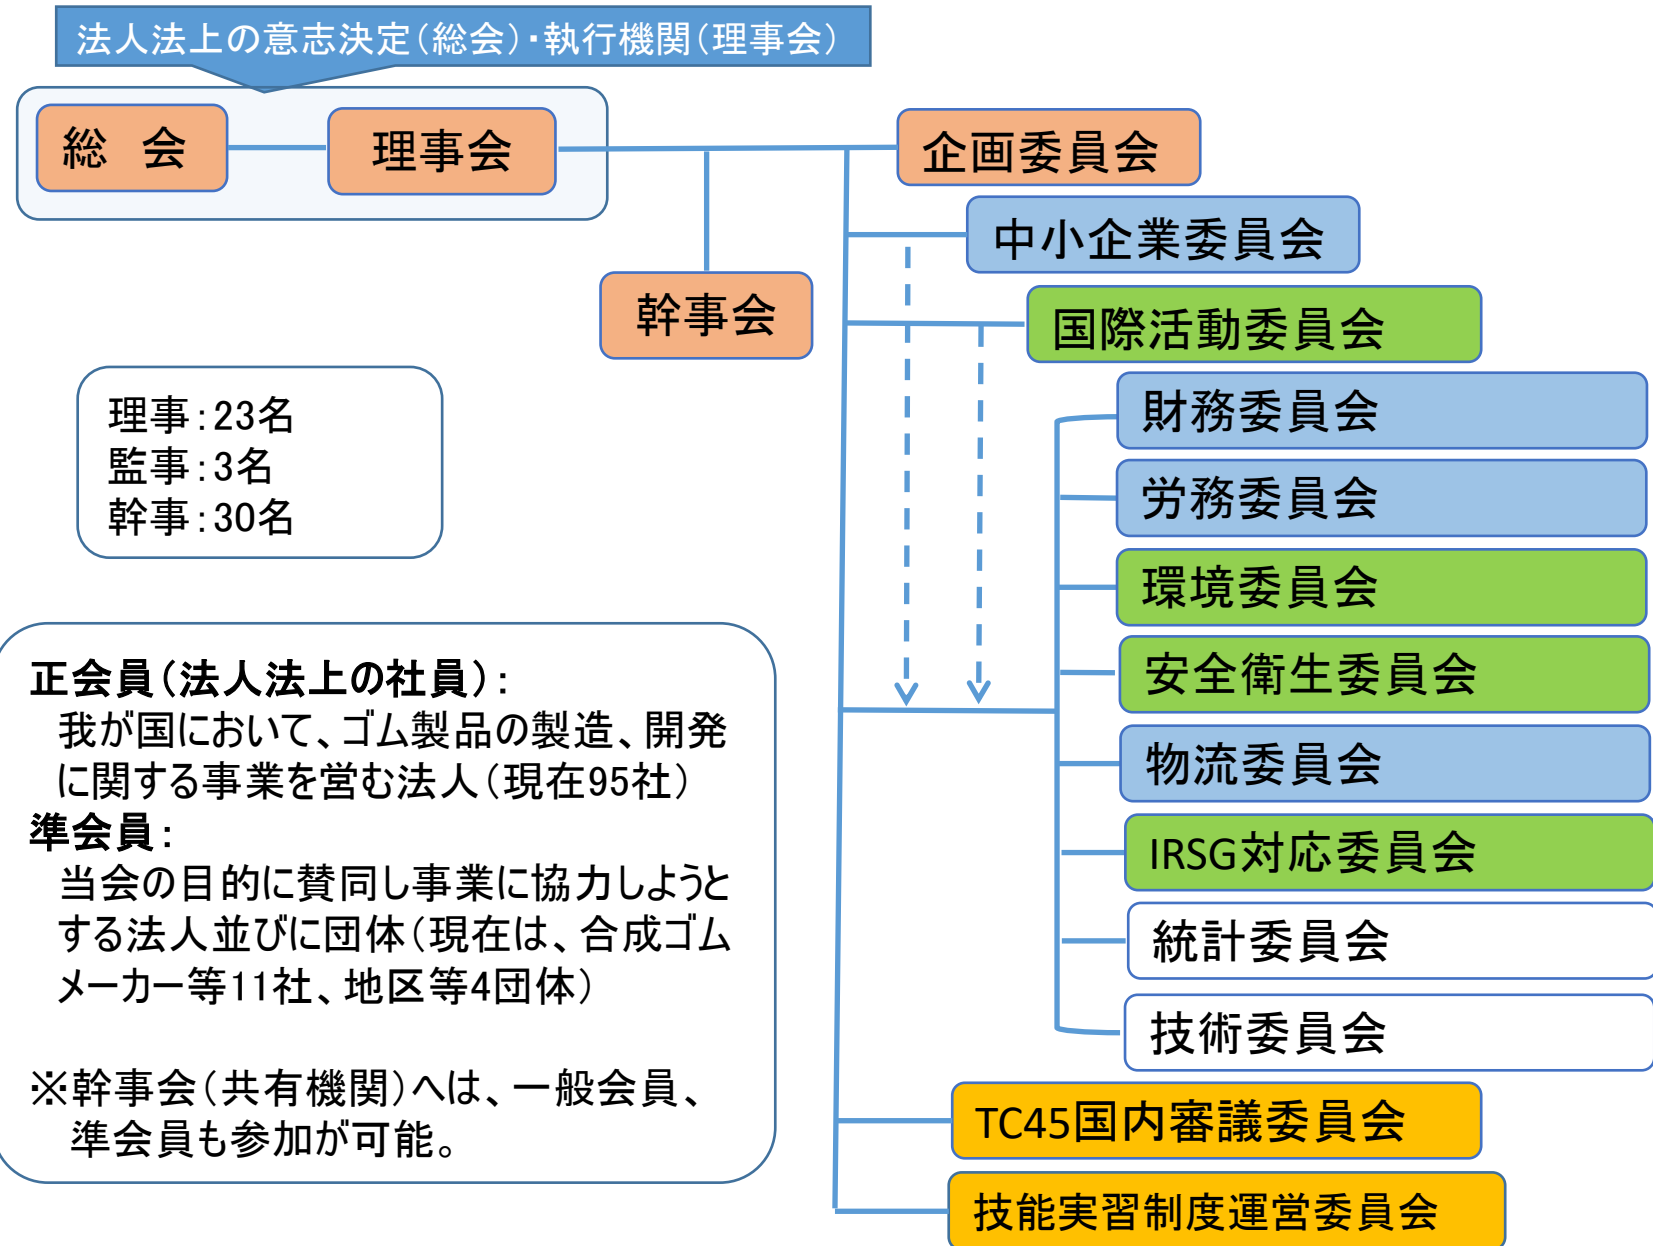 法人法上の意志決定(総会)・執行機関(理事会)
総　会
理事会
企画委員会
中小企業委員会
幹事会
国際活動委員会
財務委員会
労務委員会
環境委員会
安全衛生委員会
物流委員会
IRSG対応委員会
統計委員会
技術委員会
TC45国内審議委員会
技能実習制度運営委員会
理事:23名
監事:3名
幹事:30名
正会員(法人法上の社員):
我が国において、ゴム製品の製造、開発
に関する事業を営む法人(現在95社)
準会員:
当会の目的に賛同し事業に協力しようと
する法人並びに団体(現在は、合成ゴム
メーカー等11社、地区等4団体)
※幹事会(共有機関)へは、一般会員、
準会員も参加が可能。